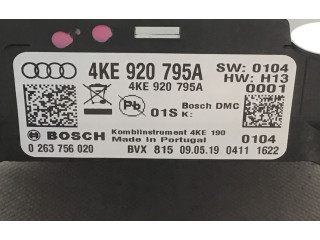 4KE 920 795A
4KE 920 795A
SW: 0104
HW: H13
0001
Pb
01S
Bosch DMC
K:
BOSCH
Kombiinstrument 4KE 190
Made in Portugal
0104
0 263 756 020
BVX 815 09.05.19 0411 1622